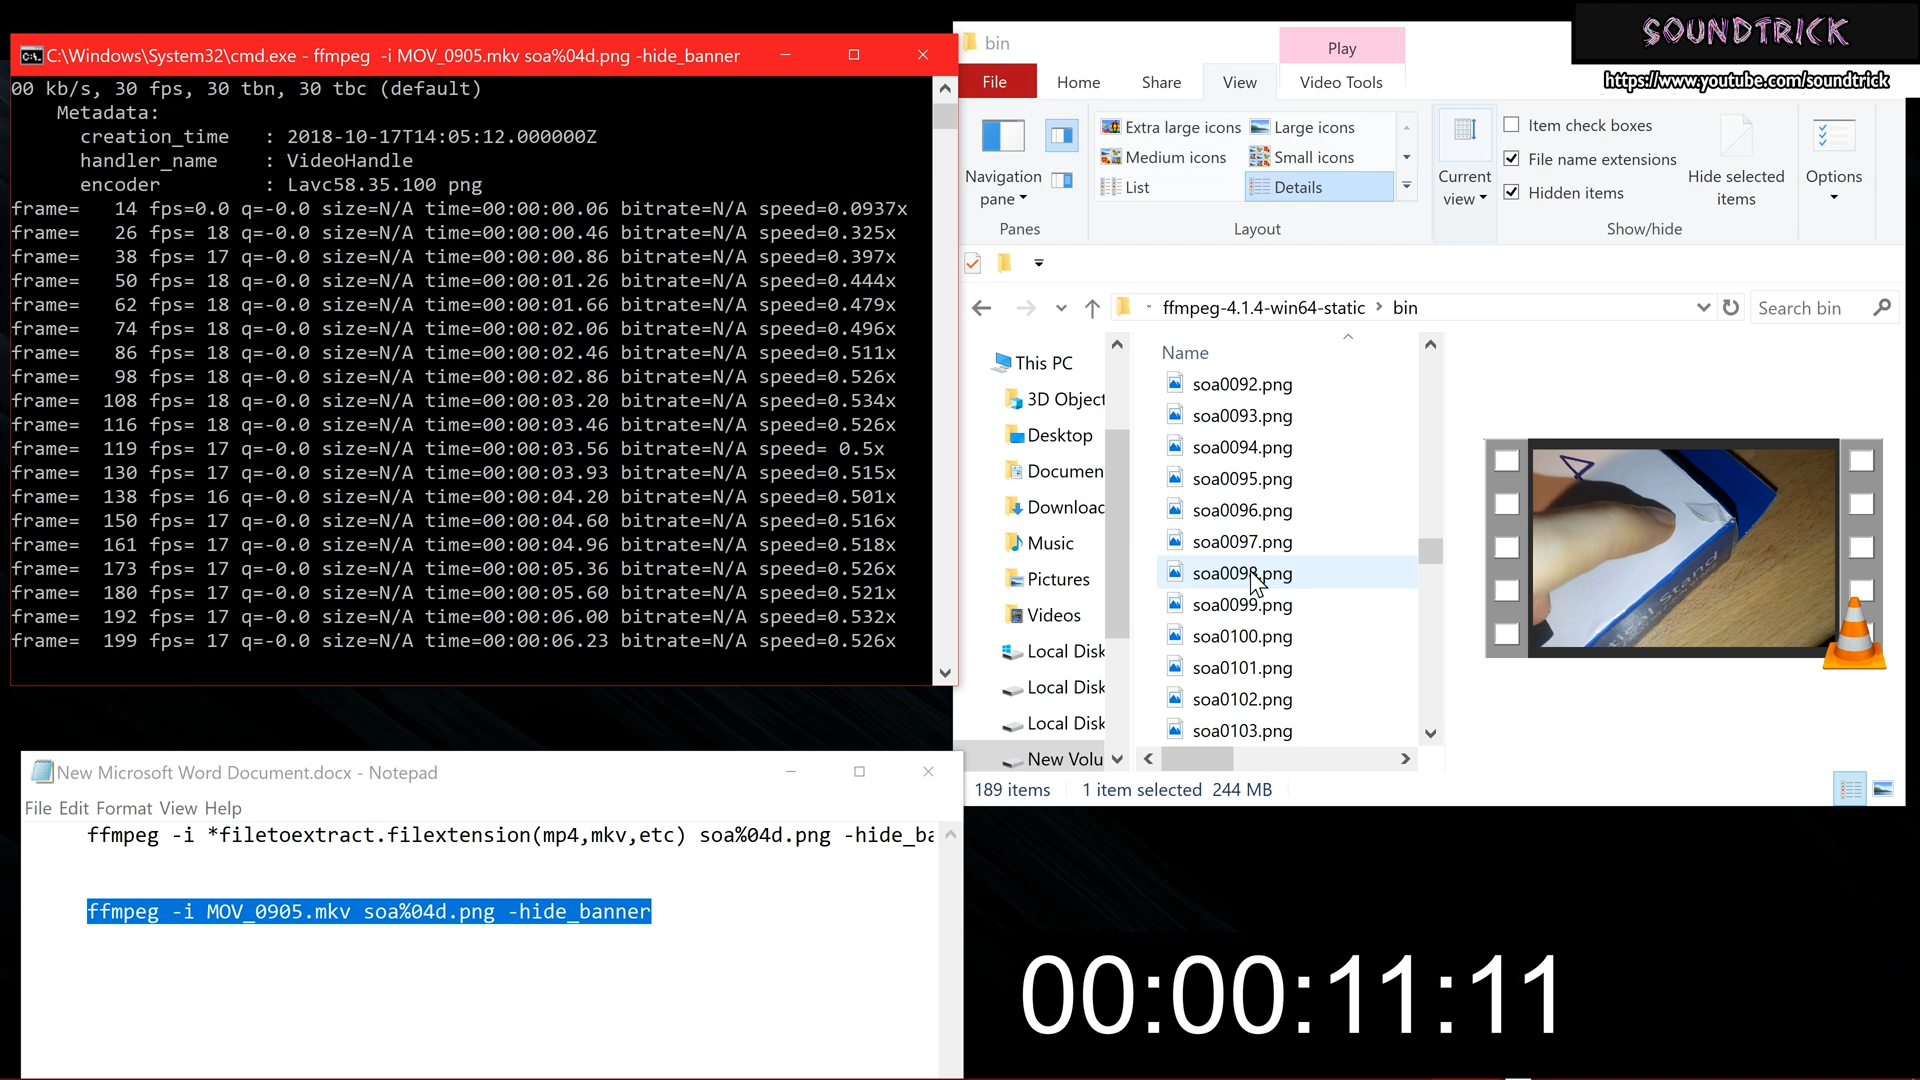 C:\Windows\System32\cmd.exe - ffmpeg  -i MOV_0905.mkv soa%04d.png -hide_banner
00 kb/s, 30 fps, 30 tbn, 30 tbc (default)
Metadata:
creation_time   : 2018-10-17T14:05:12.000000Z
handler_name    : VideoHandle
encoder         : Lavc58.35.100 png
frame=   14 fps=0.0 q=-0.0 size=N/A time=00:00:00.06 bitrate=N/A speed=0.0937x
frame=   26 fps= 18 q=-0.0 size=N/A time=00:00:00.46 bitrate=N/A speed=0.325x
frame=   38 fps= 17 q=-0.0 size=N/A time=00:00:00.86 bitrate=N/A speed=0.397x
frame=   50 fps= 18 q=-0.0 size=N/A time=00:00:01.26 bitrate=N/A speed=0.444x
frame=   62 fps= 18 q=-0.0 size=N/A time=00:00:01.66 bitrate=N/A speed=0.479x
frame=   74 fps= 18 q=-0.0 size=N/A time=00:00:02.06 bitrate=N/A speed=0.496x
frame=   86 fps= 18 q=-0.0 size=N/A time=00:00:02.46 bitrate=N/A speed=0.511x
frame=   98 fps= 18 q=-0.0 size=N/A time=00:00:02.86 bitrate=N/A speed=0.526x
frame=  108 fps= 18 q=-0.0 size=N/A time=00:00:03.20 bitrate=N/A speed=0.534x
frame=  116 fps= 18 q=-0.0 size=N/A time=00:00:03.46 bitrate=N/A speed=0.526x
frame=  119 fps= 17 q=-0.0 size=N/A time=00:00:03.56 bitrate=N/A speed= 0.5x
frame=  130 fps= 17 q=-0.0 size=N/A time=00:00:03.93 bitrate=N/A speed=0.515x
frame=  138 fps= 16 q=-0.0 size=N/A time=00:00:04.20 bitrate=N/A speed=0.501x
frame=  150 fps= 17 q=-0.0 size=N/A time=00:00:04.60 bitrate=N/A speed=0.516x
frame=  161 fps= 17 q=-0.0 size=N/A time=00:00:04.96 bitrate=N/A speed=0.518x
frame=  173 fps= 17 q=-0.0 size=N/A time=00:00:05.36 bitrate=N/A speed=0.526x
frame=  180 fps= 17 q=-0.0 size=N/A time=00:00:05.60 bitrate=N/A speed=0.521x
frame=  192 fps= 17 q=-0.0 size=N/A time=00:00:06.00 bitrate=N/A speed=0.532x
frame=  199 fps= 17 q=-0.0 size=N/A time=00:00:06.23 bitrate=N/A speed=0.526x
SOUNDTRICK
https://www.youtube.com/soundtrick
bin
Play
File Home Share View Video Tools
Navigation pane
Panes
Extra large icons Large icons
Medium icons Small icons
List Details
Layout
Current view
Item check boxes
File name extensions
Hidden items
Hide selected items
Show/hide
Options
ffmpeg-4.1.4-win64-static > bin
Search bin
This PC
3D Object
Desktop
Documen
Downloac
Music
Pictures
Videos
Local Disk
Local Disk
Local Disk
New Volu
Name
soa0092.png
soa0093.png
soa0094.png
soa0095.png
soa0096.png
soa0097.png
soa0098.png
soa0099.png
soa0100.png
soa0101.png
soa0102.png
soa0103.png
189 items 1 item selected 244 MB
New Microsoft Word Document.docx - Notepad
File Edit Format View Help
ffmpeg -i *filetoextract.filextension(mp4,mkv,etc) soa%04d.png -hide_ba
ffmpeg -i MOV_0905.mkv soa%04d.png -hide_banner
00:00:11:11